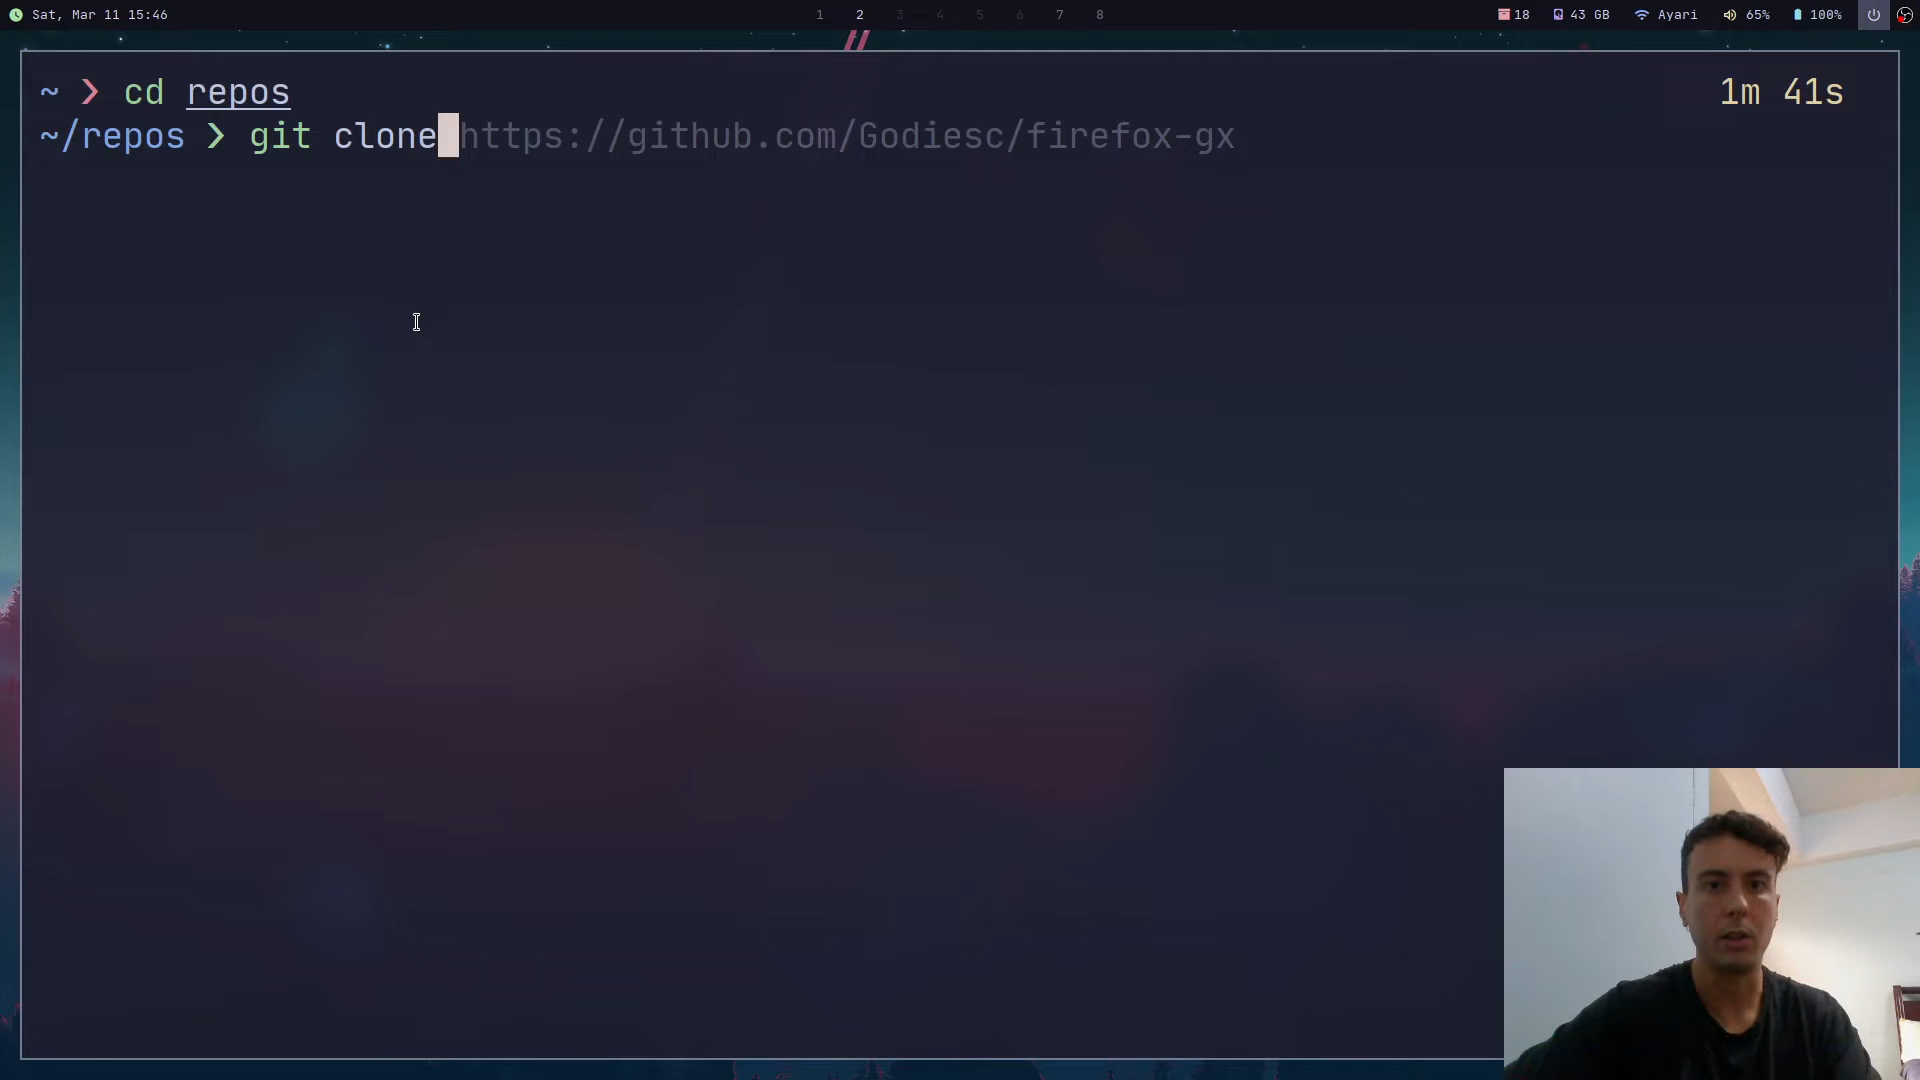 Sat, Mar 11 15:46
1 2 3 4 5 6 7 8
18 43 GB Ayari 65% 100%
~ ❯ cd repos 1m 41s
~/repos ❯ git clone https://github.com/Godiesc/firefox-gx